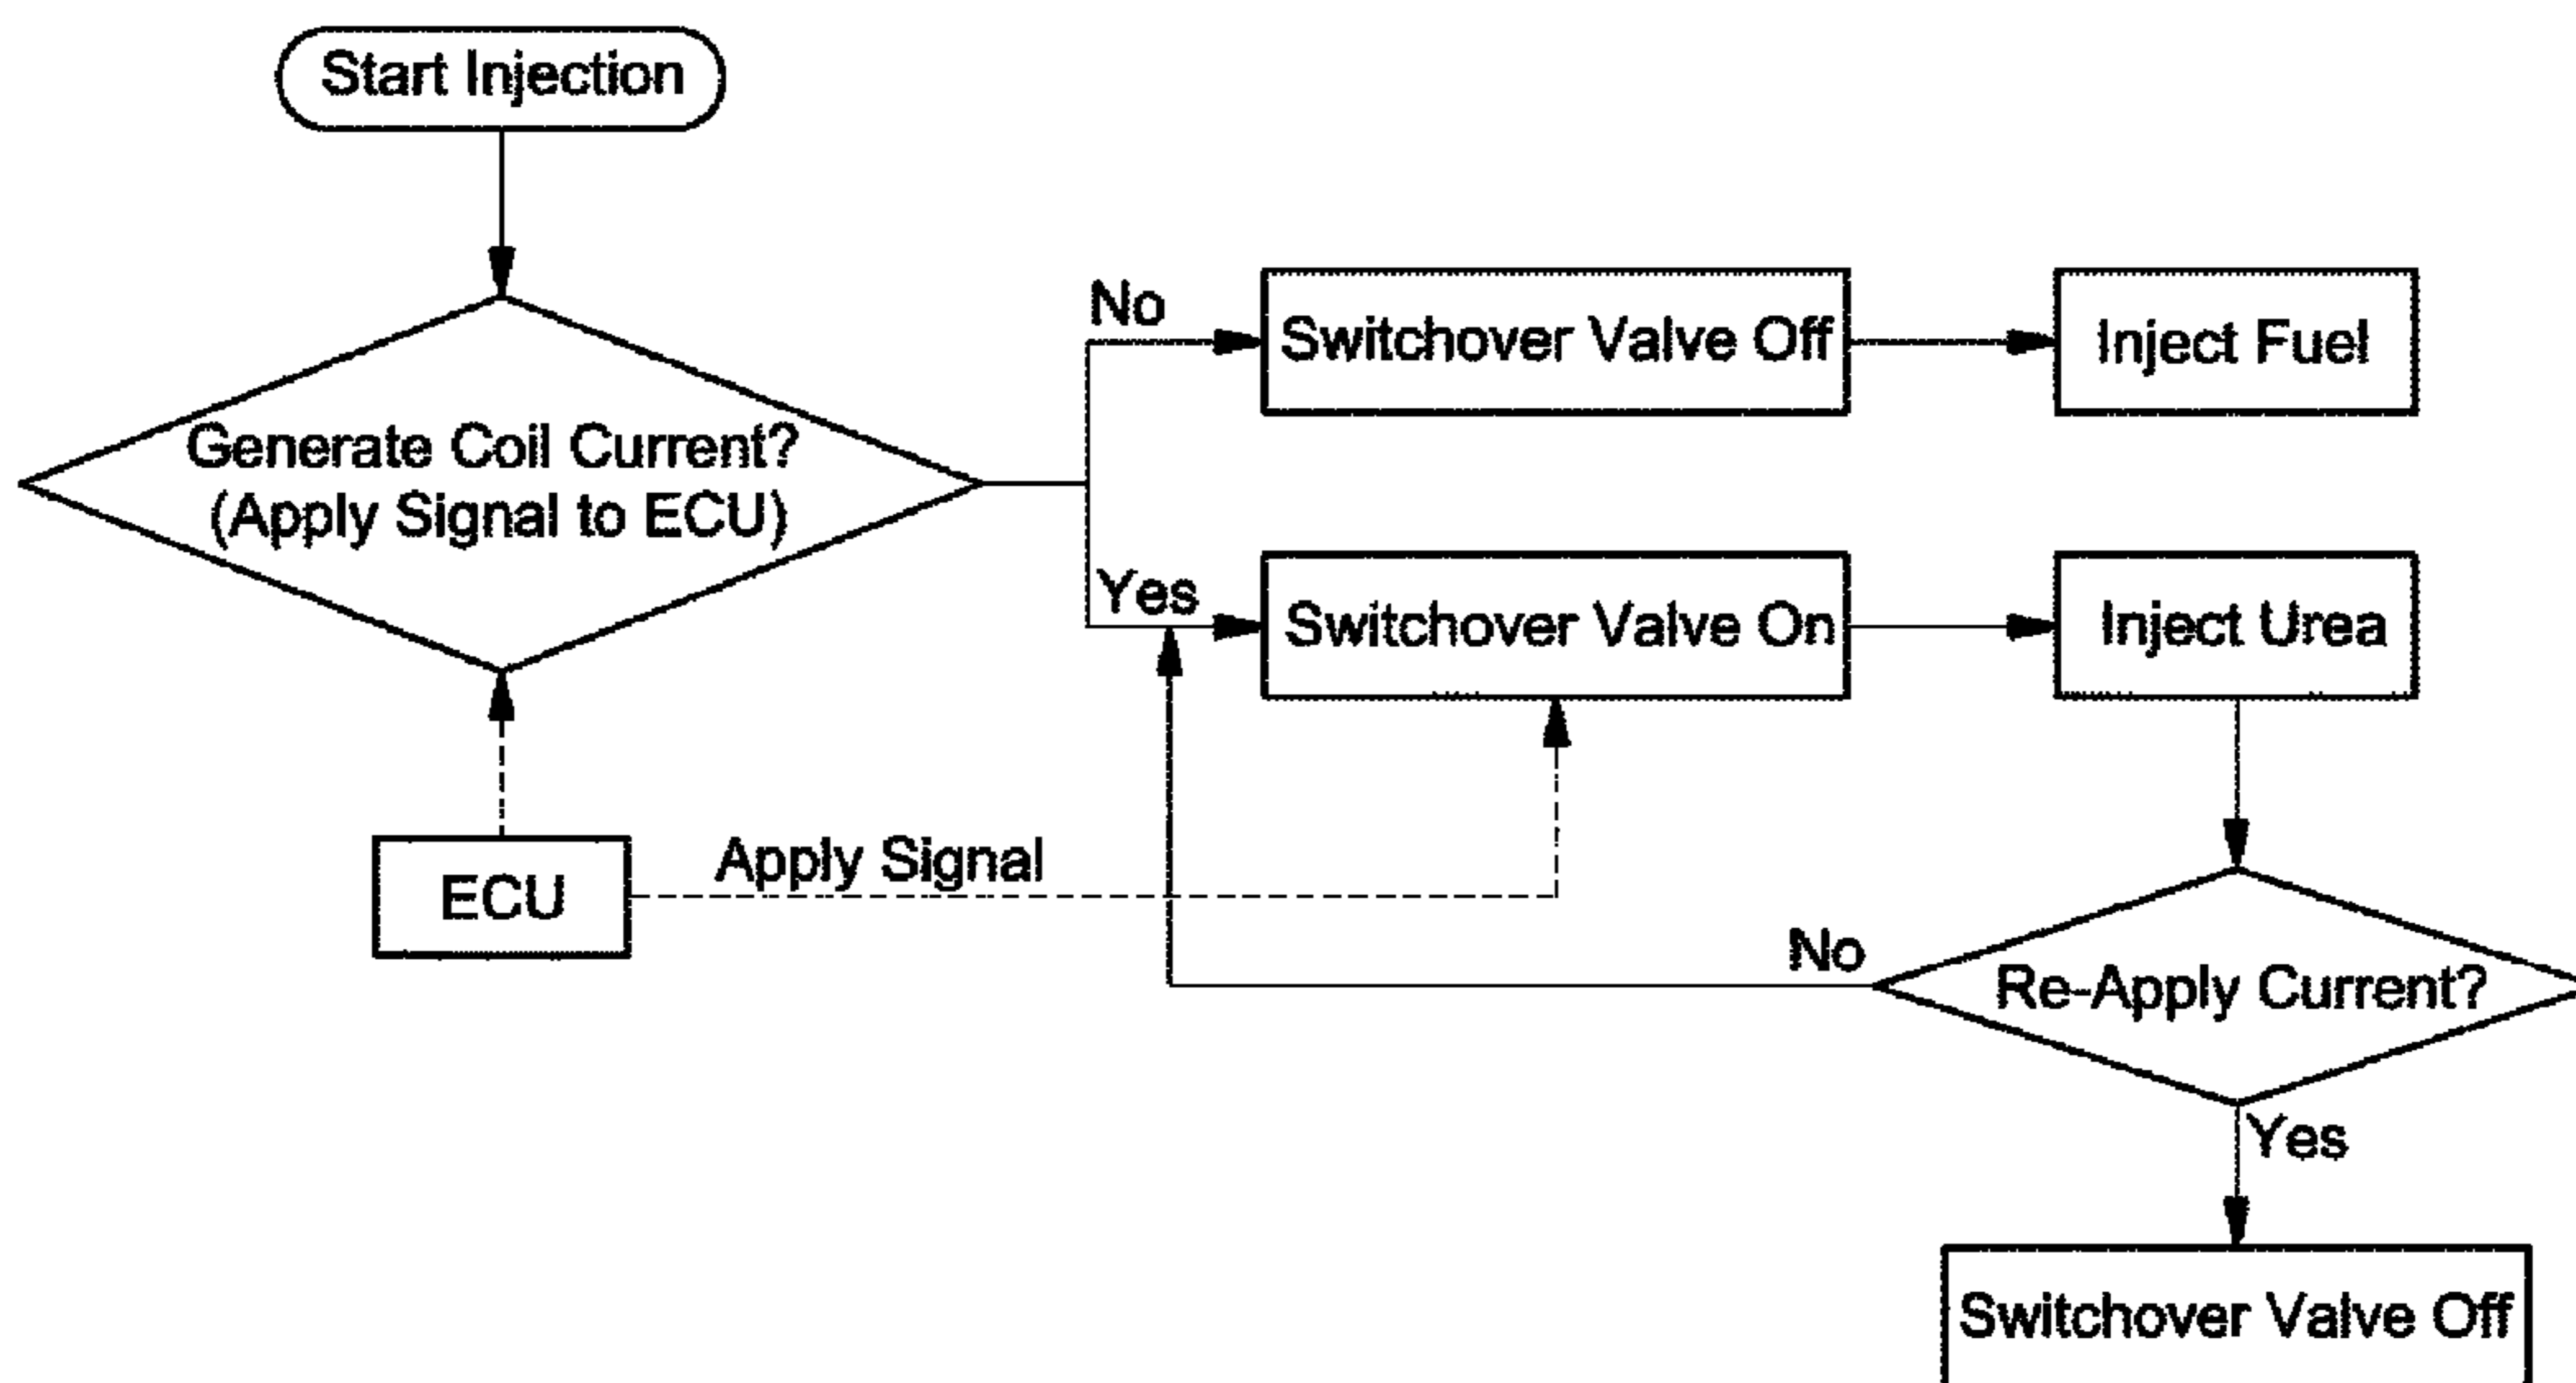 Start Injection
Generate Coil Current?
(Apply Signal to ECU)
No
Switchover Valve Off
Inject Fuel
Yes
Switchover Valve On
Inject Urea
ECU
Apply Signal
No
Re-Apply Current?
Yes
Switchover Valve Off